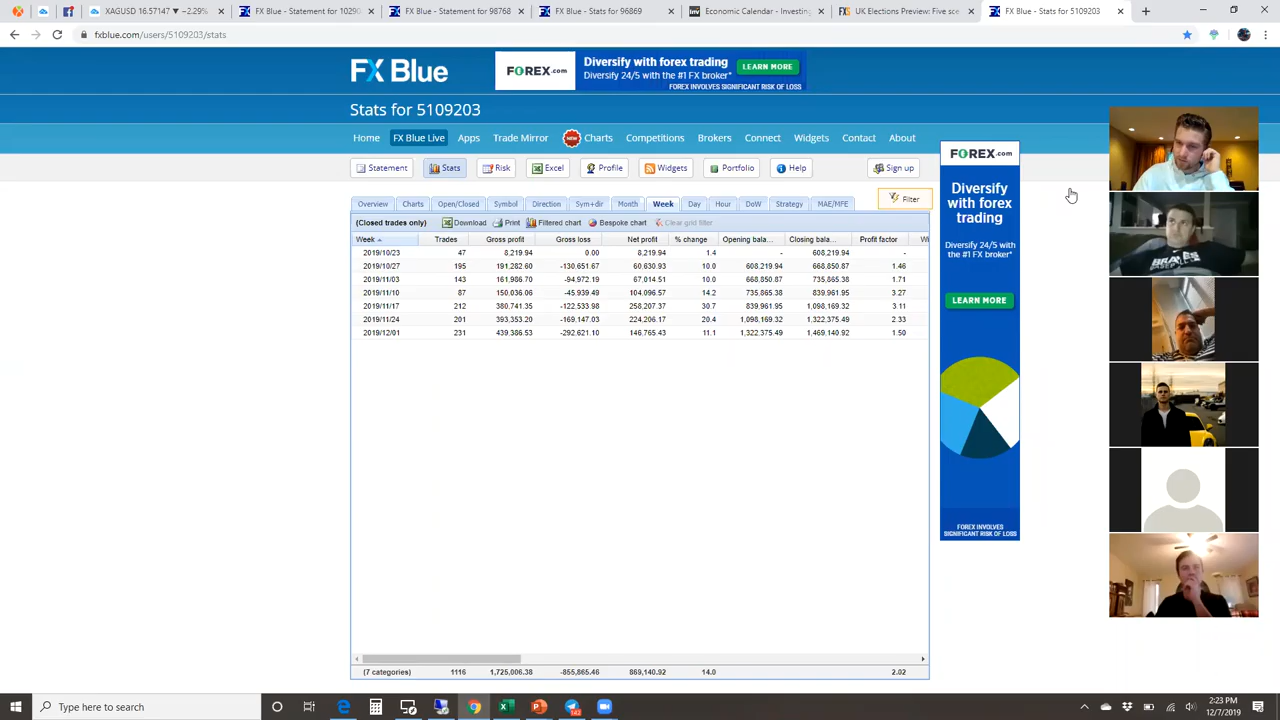 XAGUSD 16.57147 ▼ −2.29%
FX Blue - Statement for 10290
FX Blue - Statement for 98768
FX Blue - Stats for 96869
Economic Calendar - Investing
UK Elections Preview: Five sce
FX Blue - Stats for 5109203
fxblue.com/users/5109203/stats
FX Blue
FOREX.com
Diversify with forex trading
Diversify 24/5 with the #1 FX broker*
LEARN MORE
FOREX INVOLVES SIGNIFICANT RISK OF LOSS
Stats for 5109203
Home FX Blue Live Apps Trade Mirror NEW Charts Competitions Brokers Connect Widgets Contact About
Statement Stats Risk Excel Profile Widgets Portfolio Help Sign up
Overview Charts Open/Closed Symbol Direction Sym+dir Month Week Day Hour DoW Strategy MAE/MFE
Filter
(Closed trades only) Download Print Filtered chart Bespoke chart Clear grid filter
Week Trades Gross profit Gross loss Net profit % change Opening bala... Closing bala... Profit factor Wi
2019/10/23 47 8,219.94 0.00 8,219.94 1.4 - 608,219.94 -
2019/10/27 195 191,282.60 -130,651.67 60,630.93 10.0 608,219.94 668,850.87 1.46
2019/11/03 143 161,986.70 -94,972.19 67,014.51 10.0 668,850.87 735,865.38 1.71
2019/11/10 87 150,036.06 -45,939.49 104,096.57 14.2 735,865.38 839,961.95 3.27
2019/11/17 212 380,741.35 -122,533.98 258,207.37 30.7 839,961.95 1,098,169.32 3.11
2019/11/24 201 393,353.20 -169,147.03 224,206.17 20.4 1,098,169.32 1,322,375.49 2.33
2019/12/01 231 439,386.53 -292,621.10 146,765.43 11.1 1,322,375.49 1,469,140.92 1.50
(7 categories) 1116 1,725,006.38 -855,865.46 869,140.92 14.0 2.02
FOREX.com
Diversify
with forex
trading
Diversify 24/5 with
the #1 FX broker*
LEARN MORE
FOREX INVOLVES
SIGNIFICANT RISK OF LOSS
BRAVES
Type here to search
2:23 PM
12/7/2019